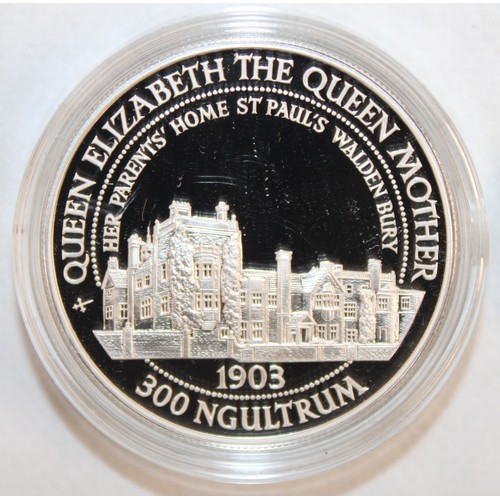 QUEEN ELIZABETH THE QUEEN MOTHER
HER PARENTS' HOME ST PAUL'S WALDEN BURY
1903
300 NGULTRUM